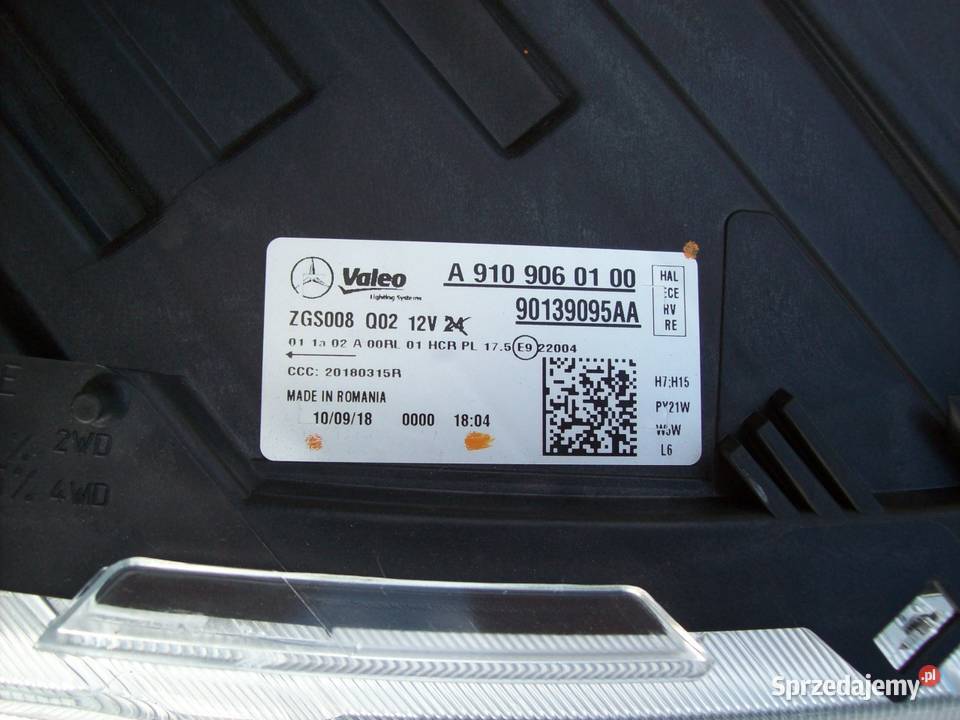 Valeo
Lighting Systems
A 910 906 01 00
90139095AA
HAL
ECE
RV
RE
ZGS008 Q02 12V 24
01 1a 02 A 00RL 01 HCR PL 17.5 E9 22004
CCC: 20180315R
MADE IN ROMANIA
10/09/18 0000 18:04
H7;H15
PY21W
W5W
L6
E
% 2WD
% 4WD
Sprzedajemy.pl